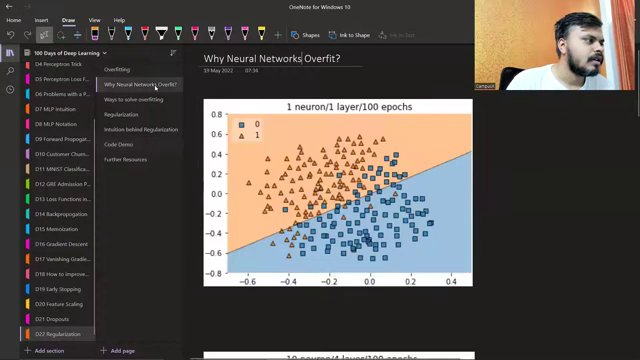 OneNote for Windows 10
Home
Insert
Draw
View
Help
Shapes
Ink to Shape
Ink to Text
100 Days of Deep Learning
D4 Perceptron Trick
D5 Perceptron Loss F...
D6 Problems with a P...
D7 MLP Intuition
D8 MLP Notation
D9 Forward Propogat...
D10 Customer Churn...
D11 MNIST Classifica...
D12 GRE Admission P...
D13 Loss Functions in...
D14 Backpropogation
D15 Memoization
D16 Gradient Descent
D17 Vanishing Gradie...
D18 How to improve...
D19 Early Stopping
D20 Feature Scaling
D21 Dropouts
D22 Regularization
Add section
Overfitting
Why Neural Networks Overfit?
Ways to solve overfitting
Regularization
Intuition behind Regularization
Code Demo
Further Resources
Add page
Why Neural Networks Overfit?
19 May 2022
07:34
1 neuron/1 layer/100 epochs
0
1
0.8
0.6
0.4
0.2
0.0
−0.2
−0.4
−0.6
−0.8
−0.6
−0.4
−0.2
0.0
0.2
0.4
10 neuron/4 layer/100 epochs
CampusX